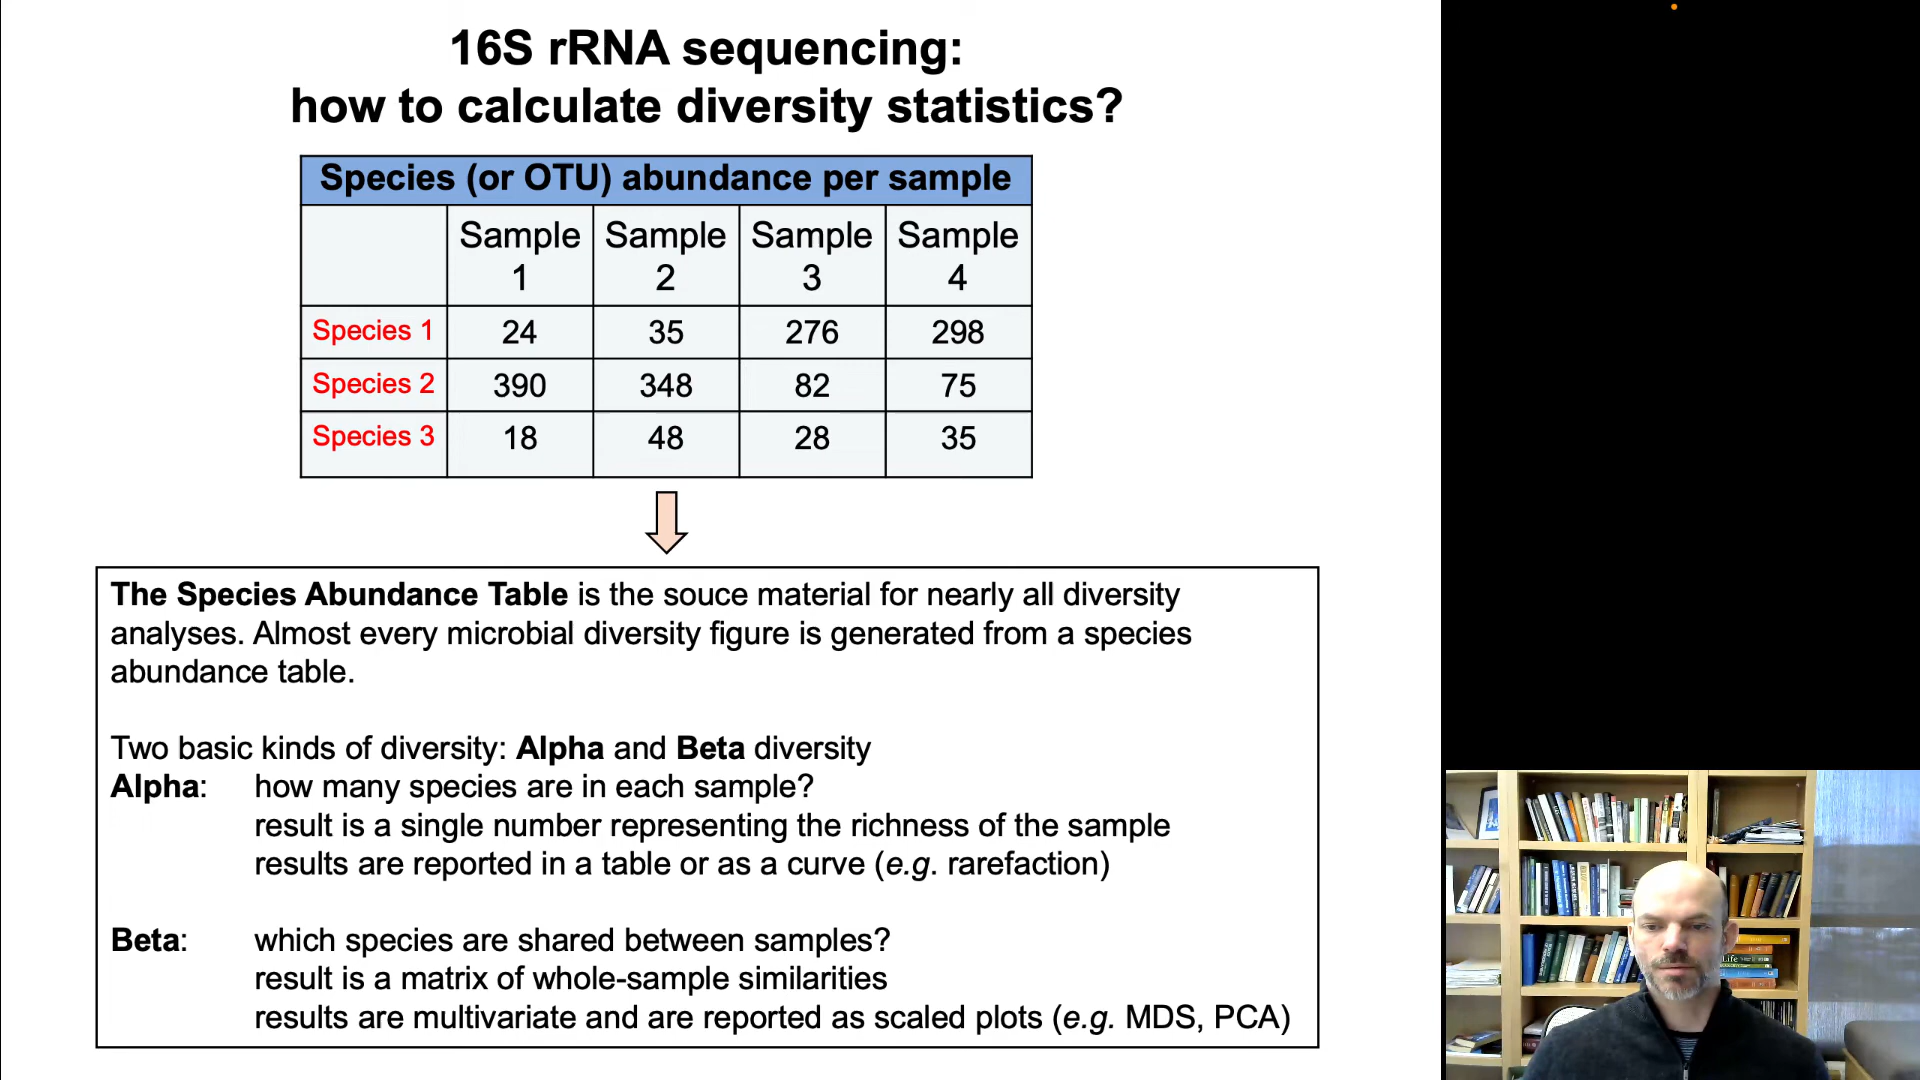 16S rRNA sequencing:
how to calculate diversity statistics?
Species (or OTU) abundance per sample
Sample 1 Sample 2 Sample 3 Sample 4
Species 1 24 35 276 298
Species 2 390 348 82 75
Species 3 18 48 28 35
The Species Abundance Table is the souce material for nearly all diversity
analyses. Almost every microbial diversity figure is generated from a species
abundance table.
Two basic kinds of diversity: Alpha and Beta diversity
Alpha: how many species are in each sample?
result is a single number representing the richness of the sample
results are reported in a table or as a curve (e.g. rarefaction)
Beta: which species are shared between samples?
result is a matrix of whole-sample similarities
results are multivariate and are reported as scaled plots (e.g. MDS, PCA)
Life